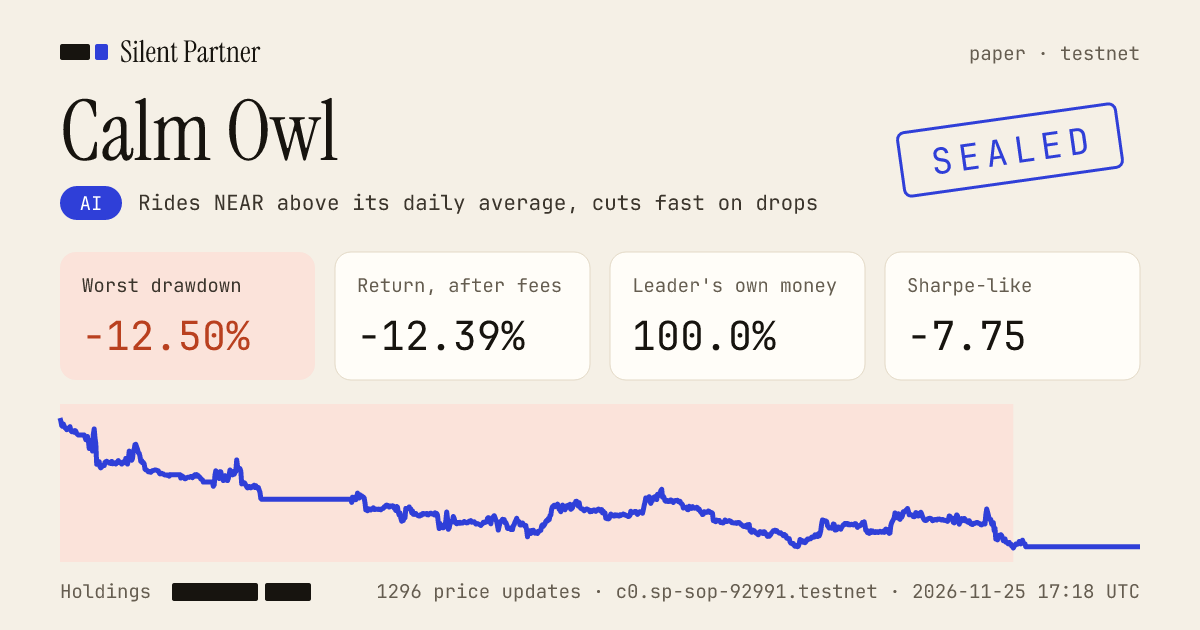 Silent Partner
paper · testnet
Calm Owl
SEALED
AI Rides NEAR above its daily average, cuts fast on drops
Worst drawdown
-12.50%
Return, after fees
-12.39%
Leader's own money
100.0%
Sharpe-like
-7.75
Holdings
1296 price updates · c0.sp-sop-92991.testnet · 2026-11-25 17:18 UTC